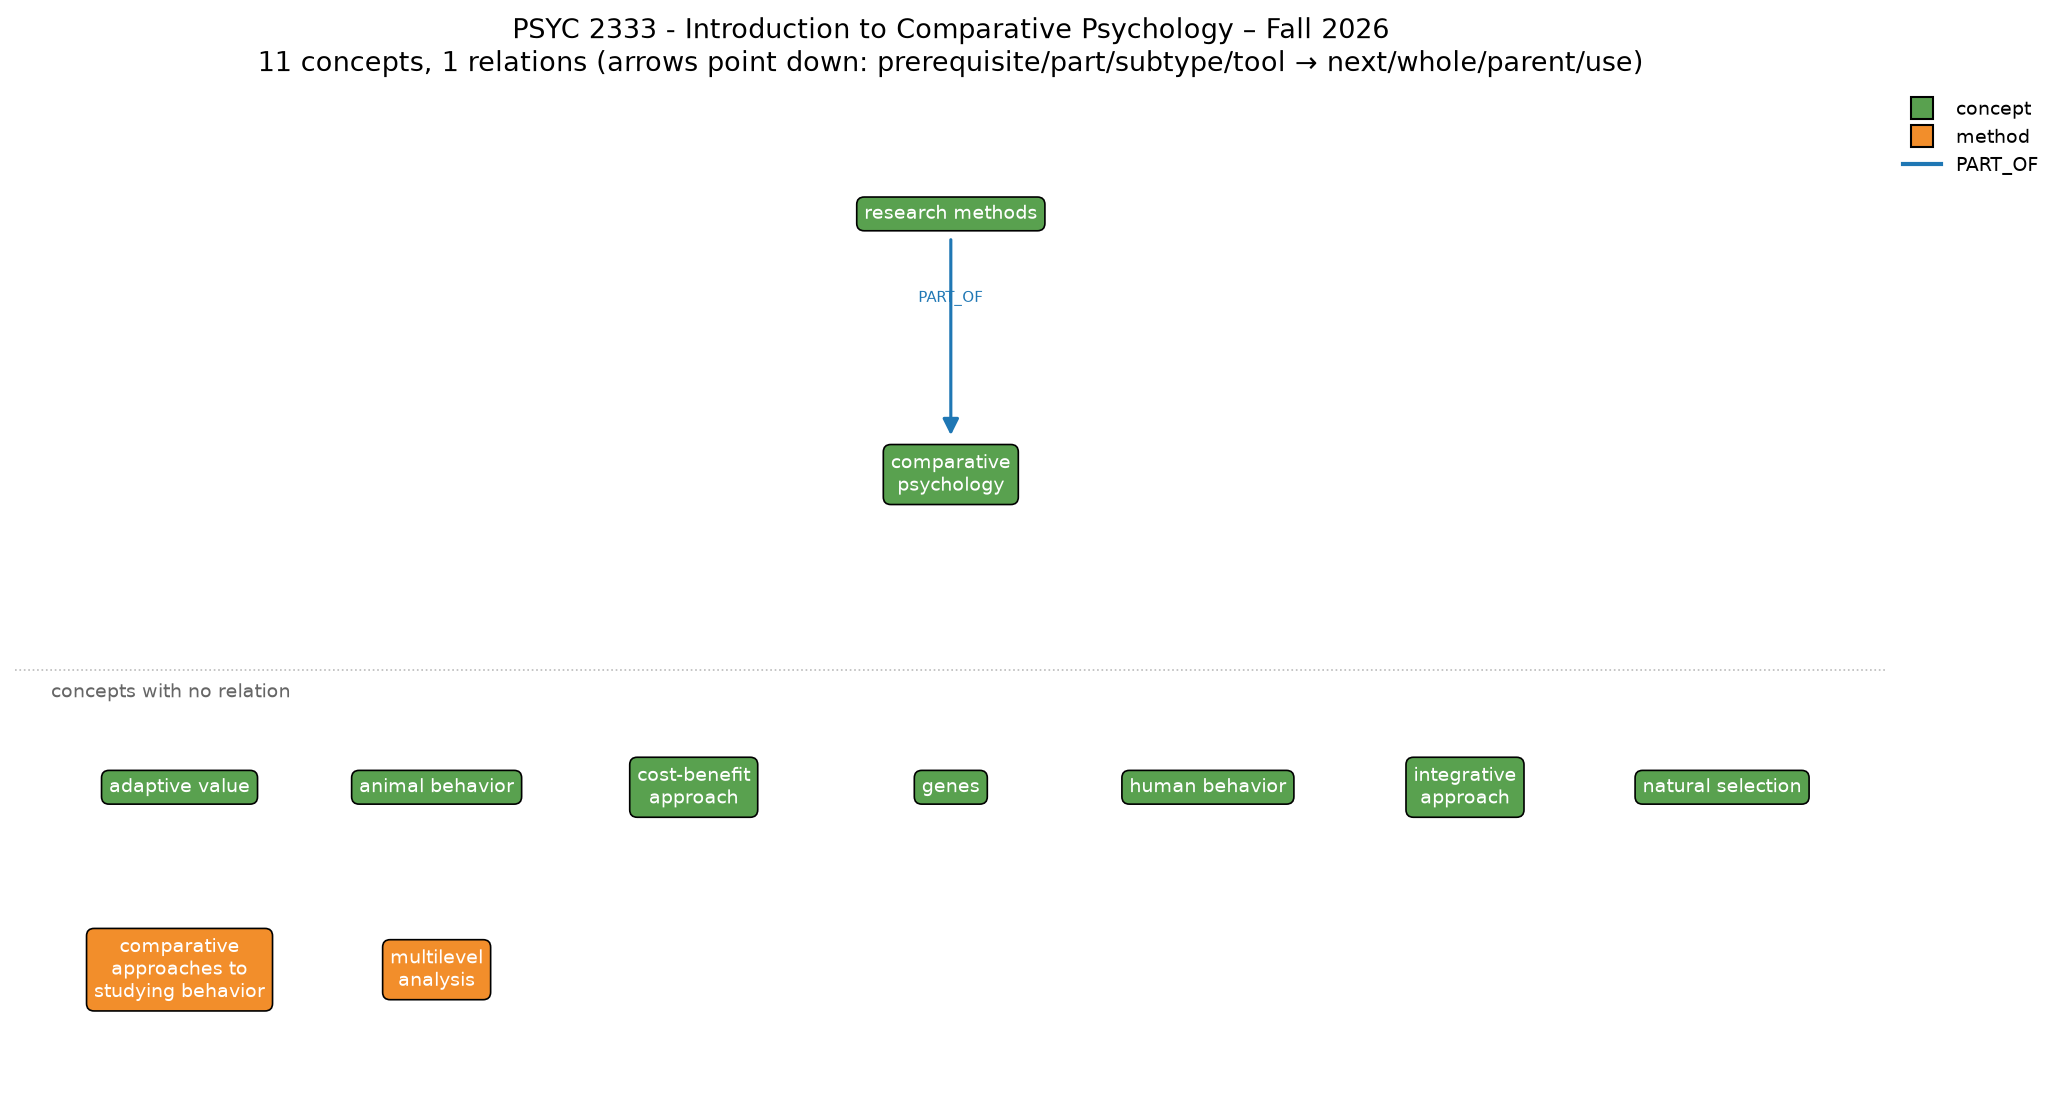 PSYC 2333 - Introduction to Comparative Psychology – Fall 2026
11 concepts, 1 relations (arrows point down: prerequisite/part/subtype/tool → next/whole/parent/use)
concept
method
PART_OF
research methods
PART_OF
comparative
psychology
concepts with no relation
adaptive value
animal behavior
cost-benefit
approach
genes
human behavior
integrative
approach
natural selection
comparative
approaches to
studying behavior
multilevel
analysis